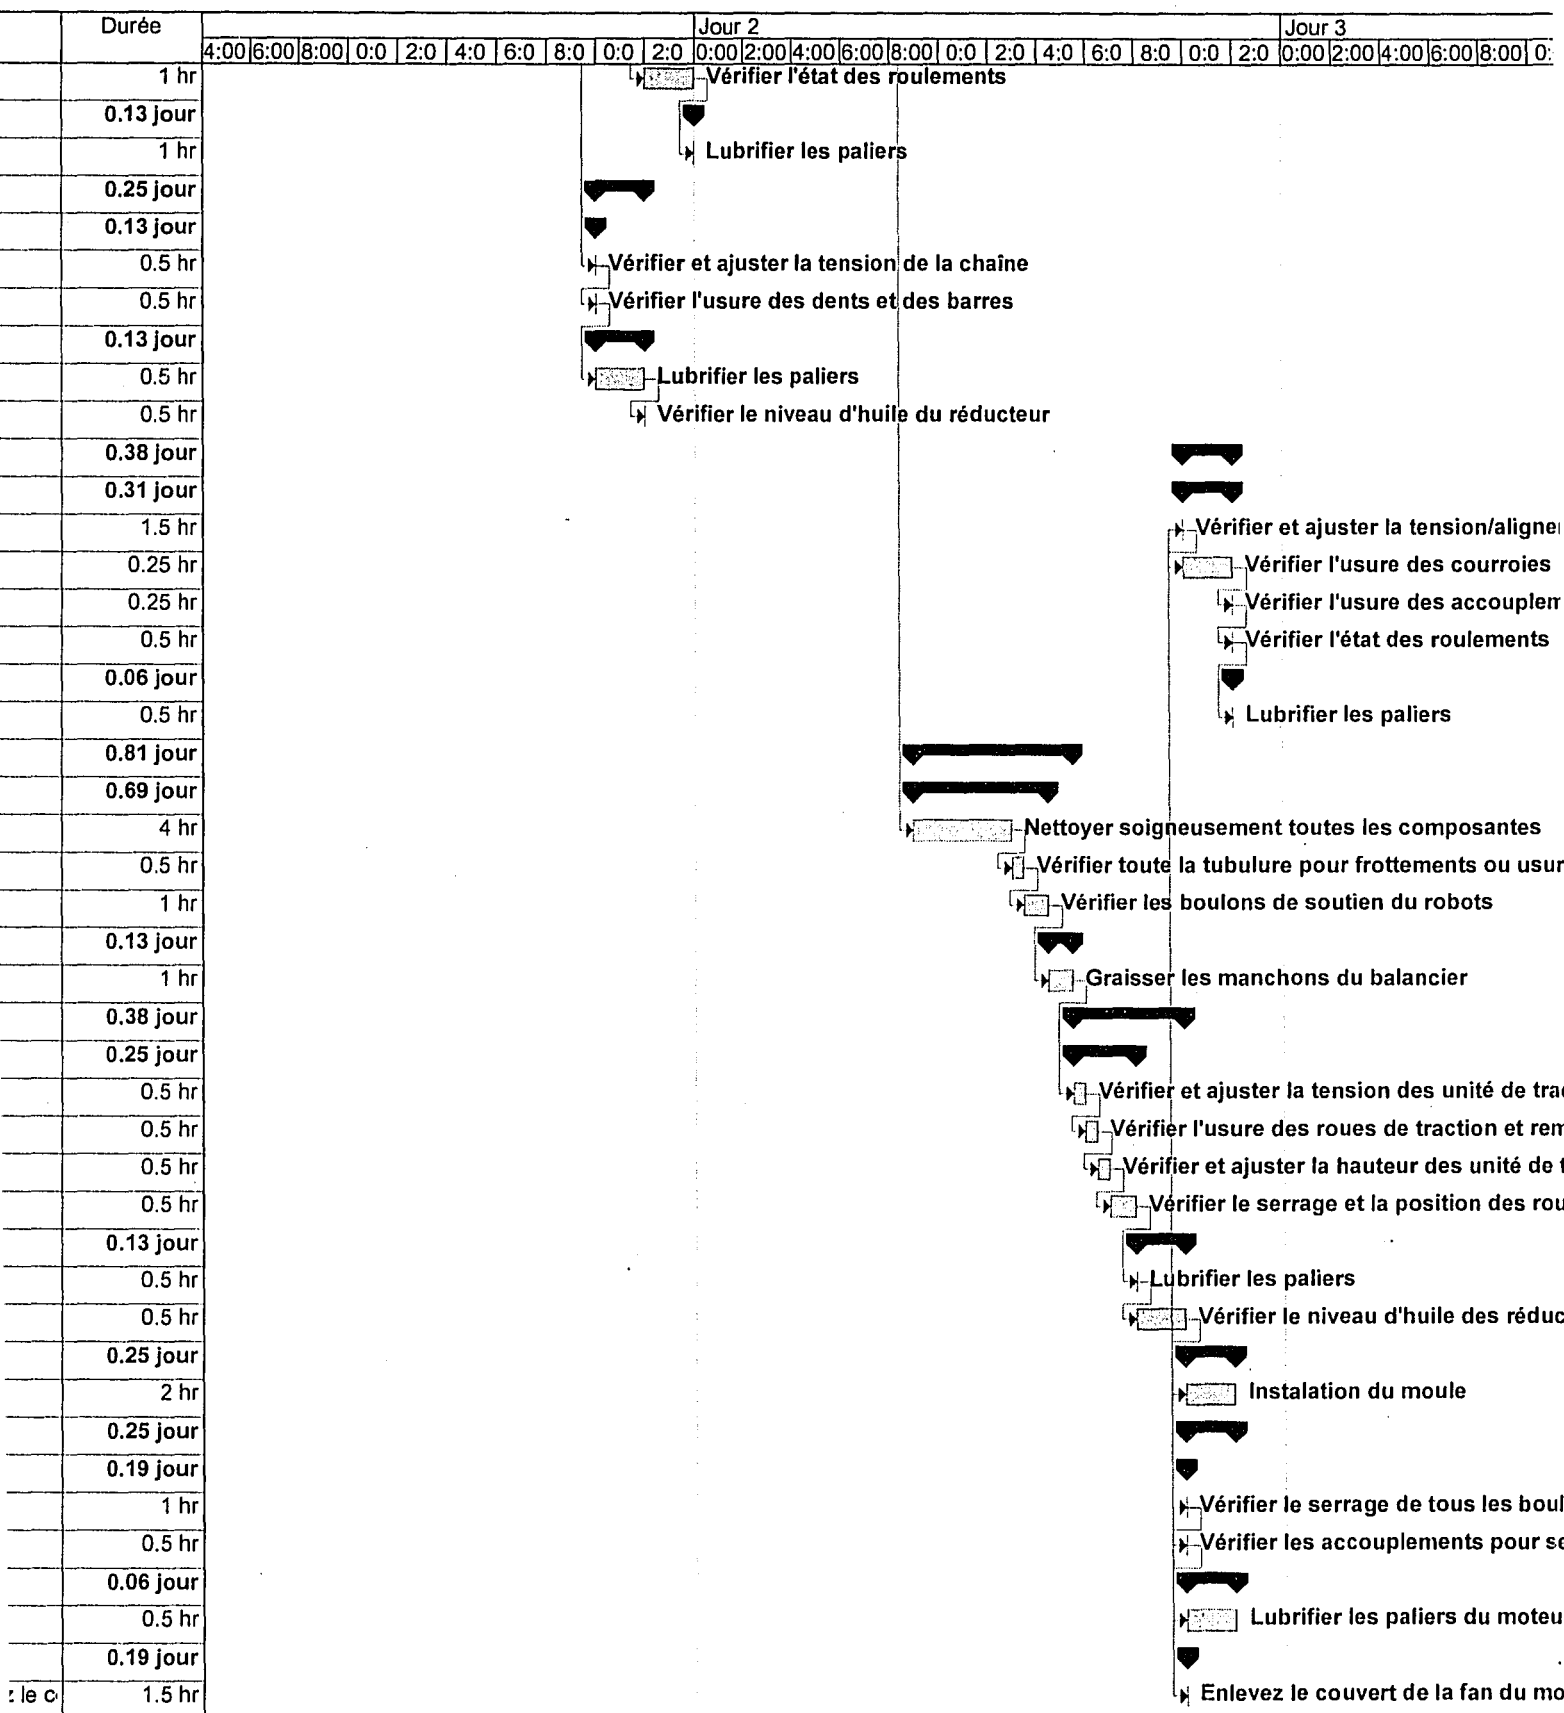 Durée Jour 2 Jour 3
4:00 6:00 8:00 0:0 2:0 4:0 6:0 8:0 0:0 2:0 0:00 2:00 4:00 6:00 8:00 0:0 2:0 4:0 6:0 8:0 0:0 2:0 0:00 2:00 4:00 6:00 8:00 0:
1 hr Vérifier l'état des roulements
0.13 jour
1 hr Lubrifier les paliers
0.25 jour
0.13 jour
0.5 hr Vérifier et ajuster la tension de la chaîne
0.5 hr Vérifier l'usure des dents et des barres
0.13 jour
0.5 hr Lubrifier les paliers
0.5 hr Vérifier le niveau d'huile du réducteur
0.38 jour
0.31 jour
1.5 hr Vérifier et ajuster la tension/aligne
0.25 hr Vérifier l'usure des courroies
0.25 hr Vérifier l'usure des accouplem
0.5 hr Vérifier l'état des roulements
0.06 jour
0.5 hr Lubrifier les paliers
0.81 jour
0.69 jour
4 hr Nettoyer soigneusement toutes les composantes
0.5 hr Vérifier toute la tubulure pour frottements ou usur
1 hr Vérifier les boulons de soutien du robots
0.13 jour
1 hr Graisser les manchons du balancier
0.38 jour
0.25 jour
0.5 hr Vérifier et ajuster la tension des unité de trac
0.5 hr Vérifier l'usure des roues de traction et rem
0.5 hr Vérifier et ajuster la hauteur des unité de t
0.5 hr Vérifier le serrage et la position des rou
0.13 jour
0.5 hr Lubrifier les paliers
0.5 hr Vérifier le niveau d'huile des réduc
0.25 jour
2 hr Instalation du moule
0.25 jour
0.19 jour
1 hr Vérifier le serrage de tous les boul
0.5 hr Vérifier les accouplements pour se
0.06 jour
0.5 hr Lubrifier les paliers du moteu
0.19 jour
z le c 1.5 hr Enlevez le couvert de la fan du mo